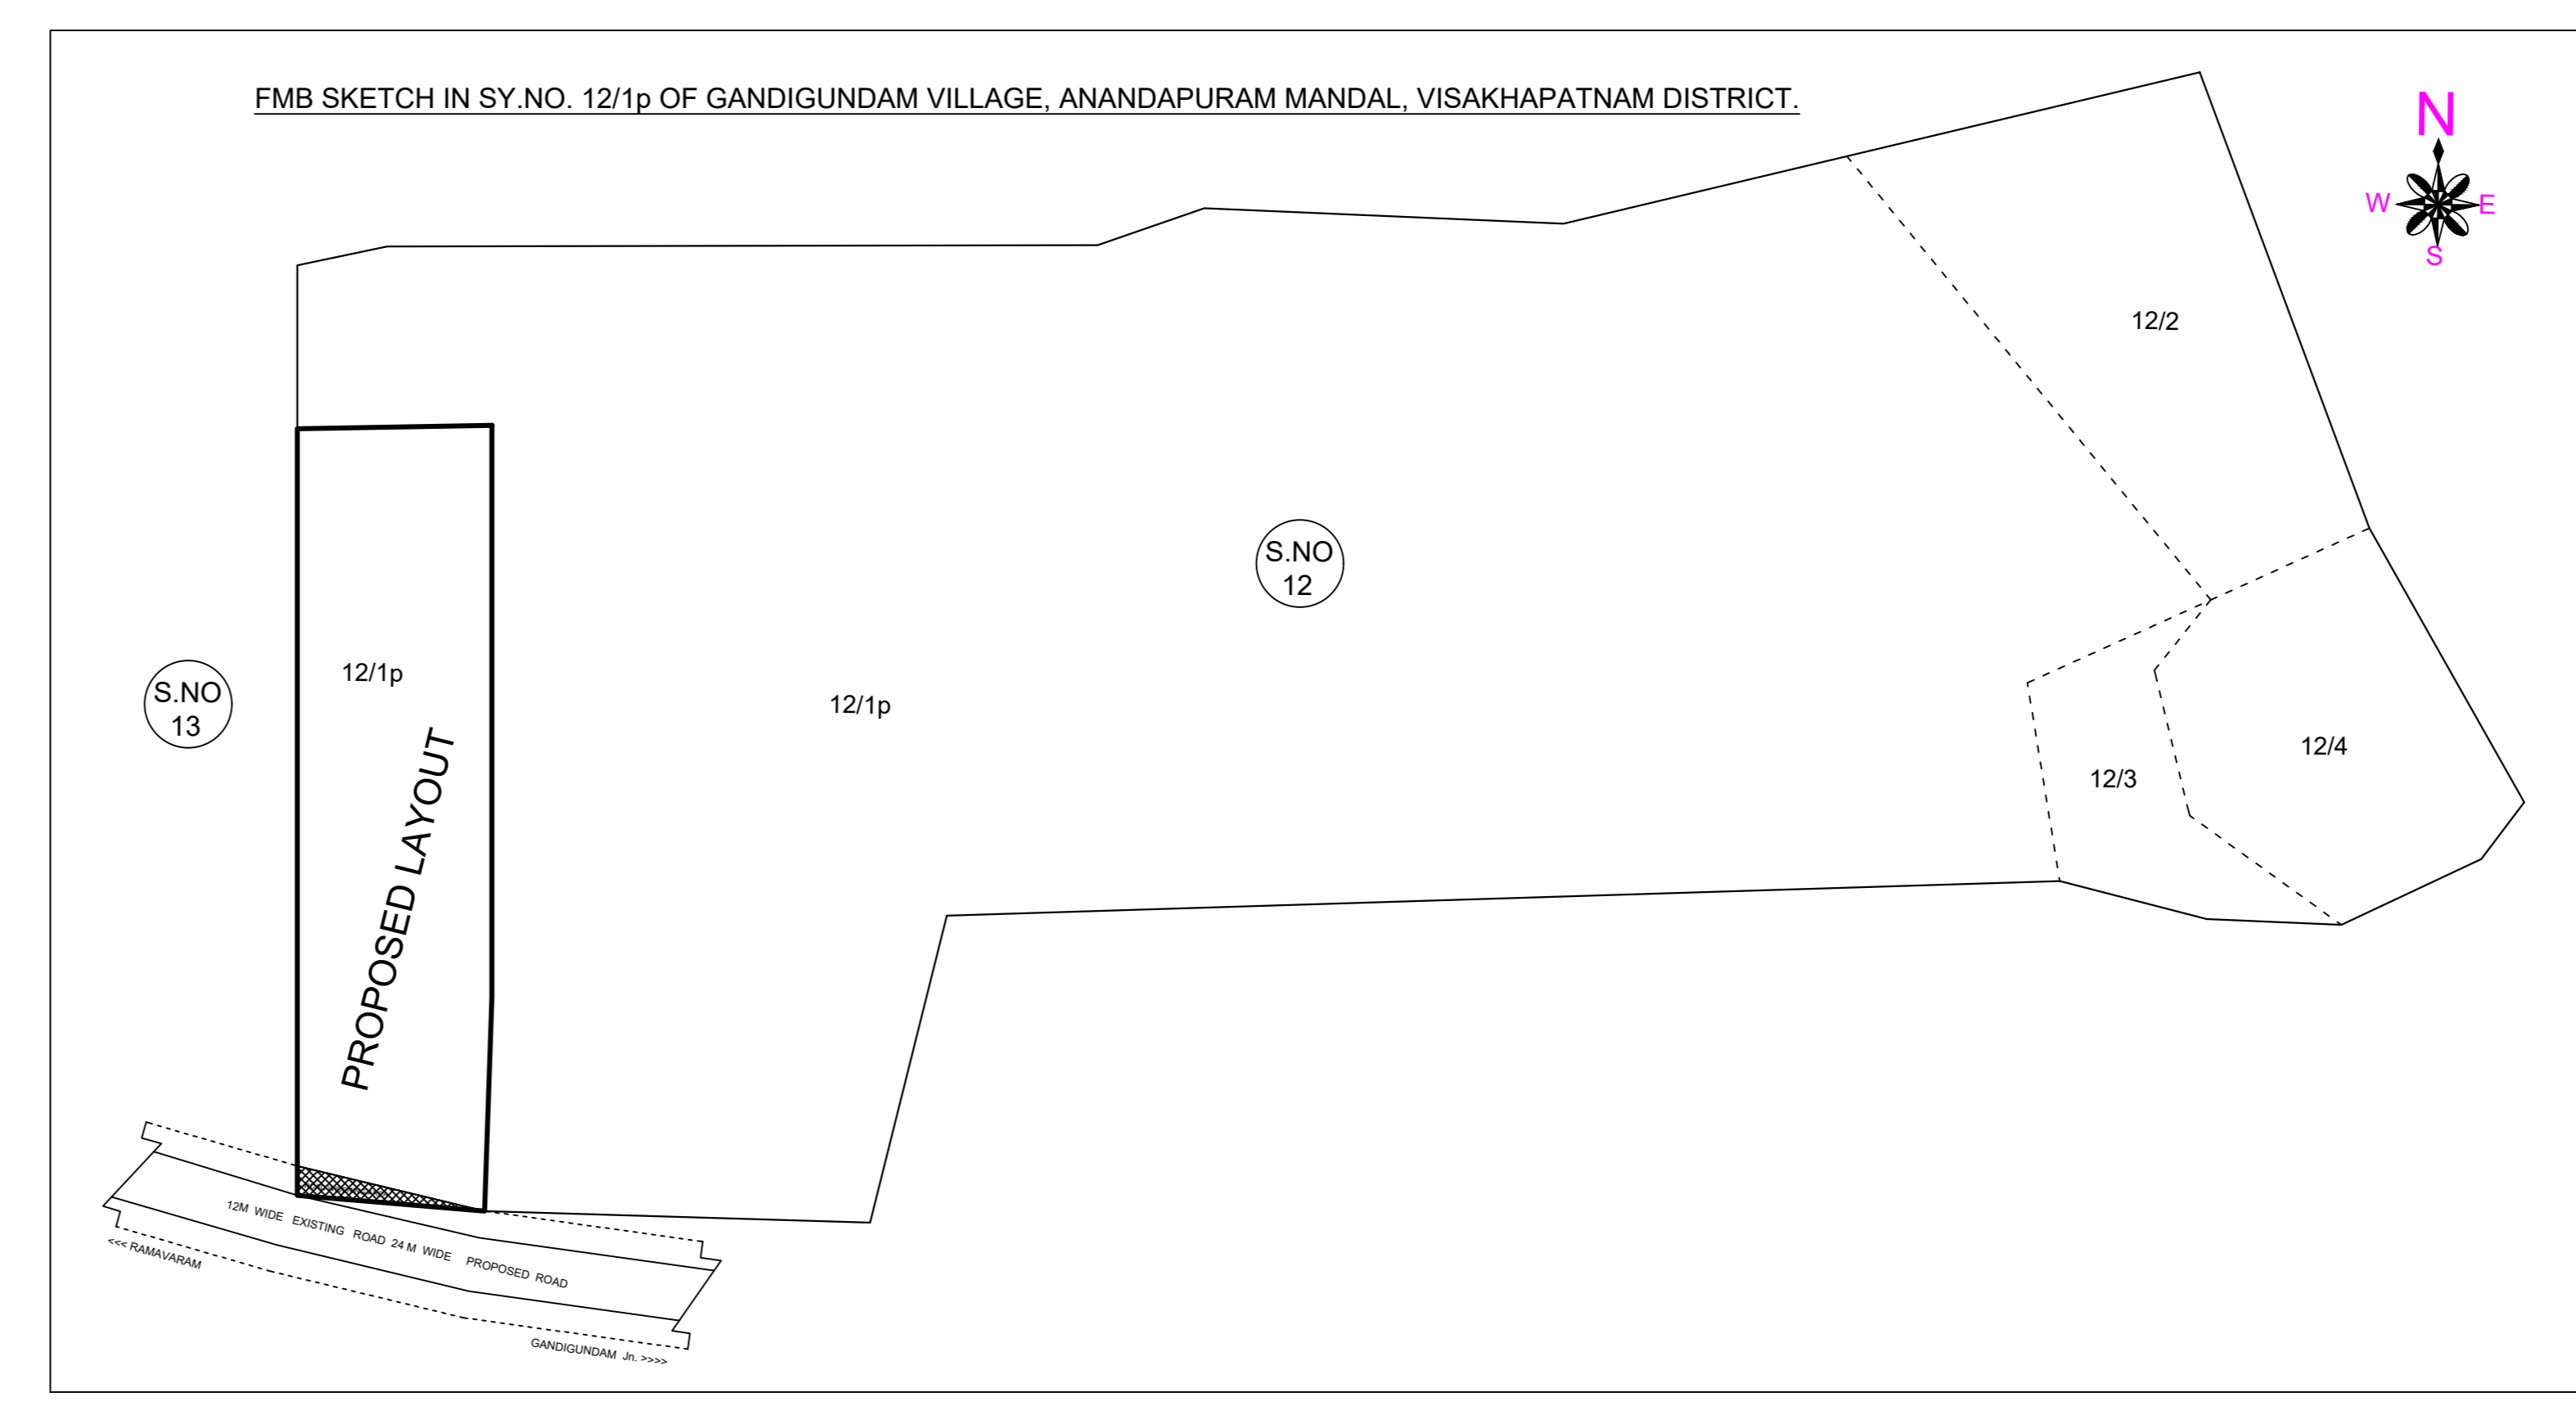 FMB SKETCH IN SY.NO. 12/1p OF GANDIGUNDAM VILLAGE, ANANDAPURAM MANDAL, VISAKHAPATNAM DISTRICT.
N
W
E
S
12/2
S.NO
12
12/1p
S.NO
13
12/1p
12/4
12/3
PROPOSED LAYOUT
12M WIDE EXISTING ROAD 24 M WIDE PROPOSED ROAD
<<< RAMAVARAM
GANDIGUNDAM Jn. >>>>